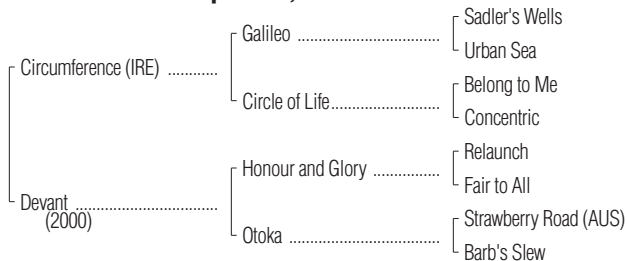 Sadler's Wells
Galileo ..................................
Urban Sea
Circumference (IRE) ............
Belong to Me
Circle of Life..........................
Concentric
Relaunch
Honour and Glory ................
Fair to All
Devant ..................................
(2000)
Strawberry Road (AUS)
Otoka ....................................
Barb's Slew